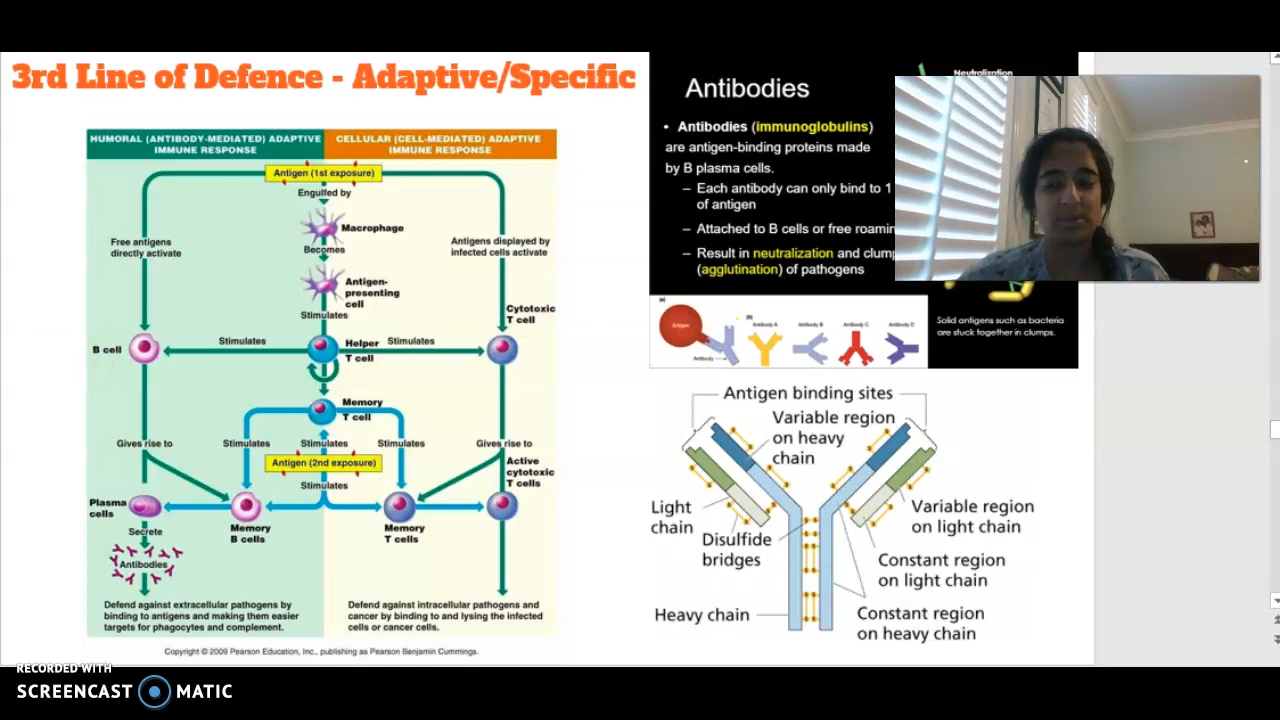 3rd Line of Defence - Adaptive/Specific
HUMORAL (ANTIBODY-MEDIATED) ADAPTIVE
IMMUNE RESPONSE
CELLULAR (CELL-MEDIATED) ADAPTIVE
IMMUNE RESPONSE
Antigen (1st exposure)
Engulfed by
Macrophage
Free antigens
directly activate
Becomes
Antigens displayed by
infected cells activate
Antigen-
presenting
cell
Stimulates
Cytotoxic
T cell
B cell
Stimulates
Helper
T cell
Stimulates
Memory
T cell
Gives rise to
Stimulates
Stimulates
Stimulates
Gives rise to
Antigen (2nd exposure)
Stimulates
Active
cytotoxic
T cells
Plasma
cells
Memory
B cells
Memory
T cells
Secrete
Antibodies
Defend against extracellular pathogens by
binding to antigens and making them easier
targets for phagocytes and complement.
Defend against intracellular pathogens and
cancer by binding to and lysing the infected
cells or cancer cells.
Copyright © 2009 Pearson Education, Inc., publishing as Pearson Benjamin Cummings.
Antibodies
Neutralization
• Antibodies (immunoglobulins)
are antigen-binding proteins made
by B plasma cells.
– Each antibody can only bind to 1
of antigen
– Attached to B cells or free
– Result in neutralization and
(agglutination) of pathogens
Solid antigens such as bacteria
are stuck together in clumps.
(a)
Antigen
Antibody
(b)
Antibody A
Antibody B
Antibody C
Antibody D
Antigen binding sites
Variable region
on heavy
chain
Light
chain
Disulfide
bridges
Variable region
on light chain
Constant region
on light chain
Heavy chain
Constant region
on heavy chain
RECORDED WITH
SCREENCAST MATIC